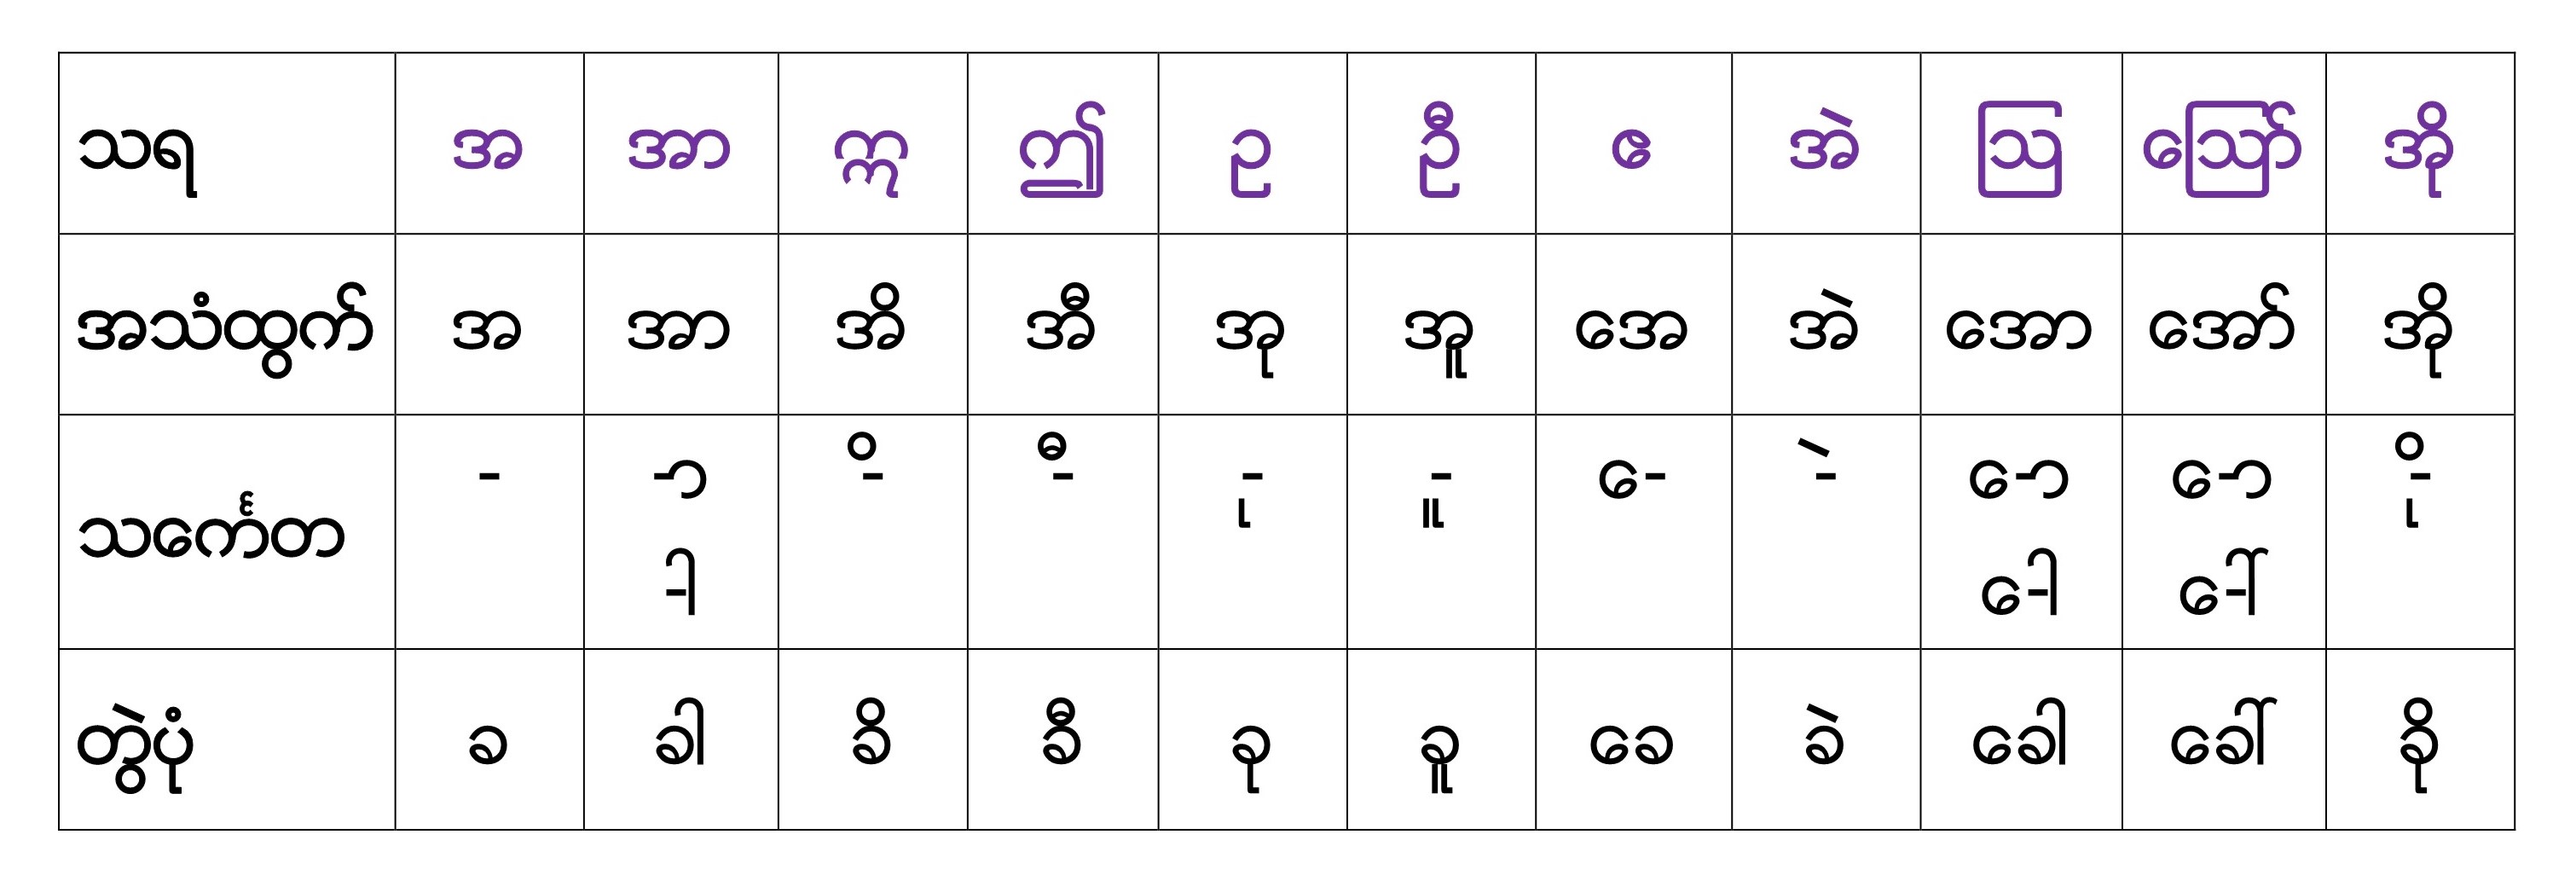 သရ အ အာ ဣ ဤ ဥ ဦ ဧ အဲ ဩ ဪ အို
အသံထွက် အ အာ အိ အီ အု အူ အေ အဲ အော အော် အို
သင်္ကေတ - -ာ -ိ -ီ -ု -ူ ‌ေ- -ဲ ‌ေ-ာ ‌ေ-ာ -ို
-ါ ‌ေ-ါ ‌ေ-ါ်
တွဲပုံ ခ ခါ ခိ ခီ ခု ခူ ခေ ခဲ ခေါ ခေါ် ခို